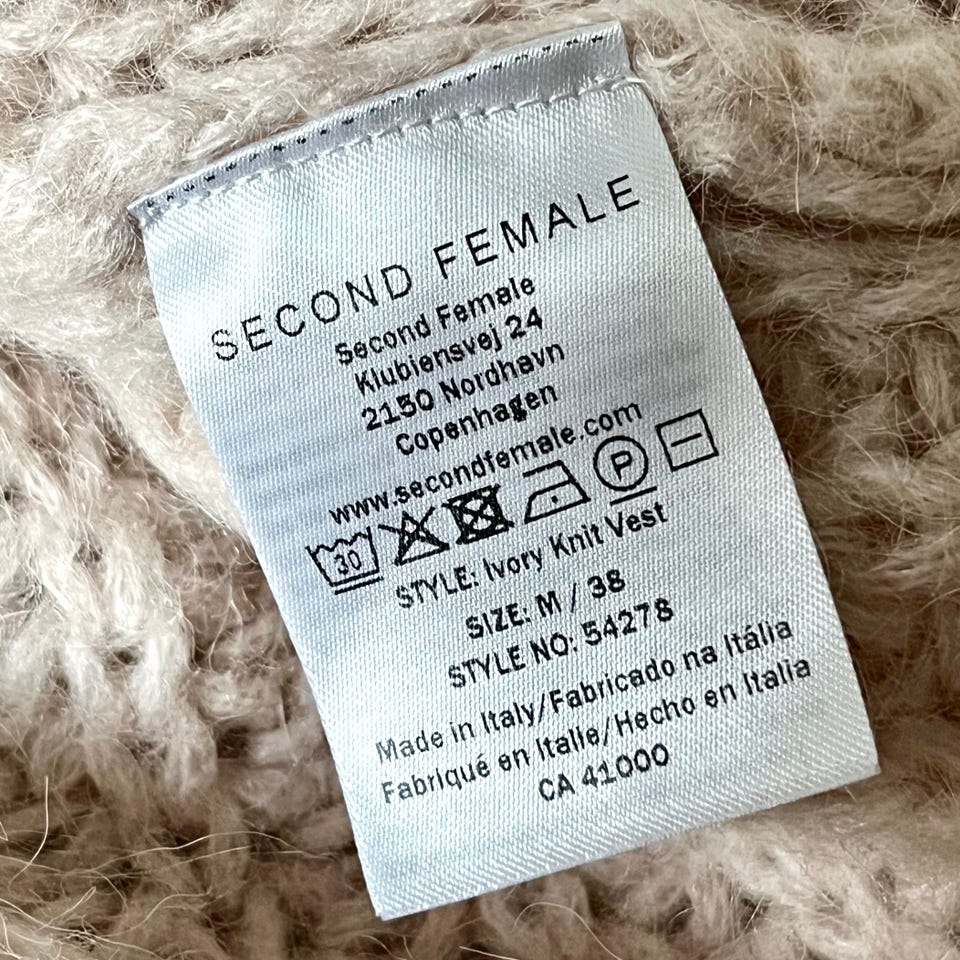 SECOND FEMALE
Second Female
Klubiensvej 24
2150 Nordhavn
Copenhagen
www.secondfemale.com
30 P
STYLE: Ivory Knit Vest
SIZE: M / 38
STYLE NO: 54278
Made in Italy/Fabricado na Itália
Fabriqué en Italie/Hecho en Italia
CA 41000